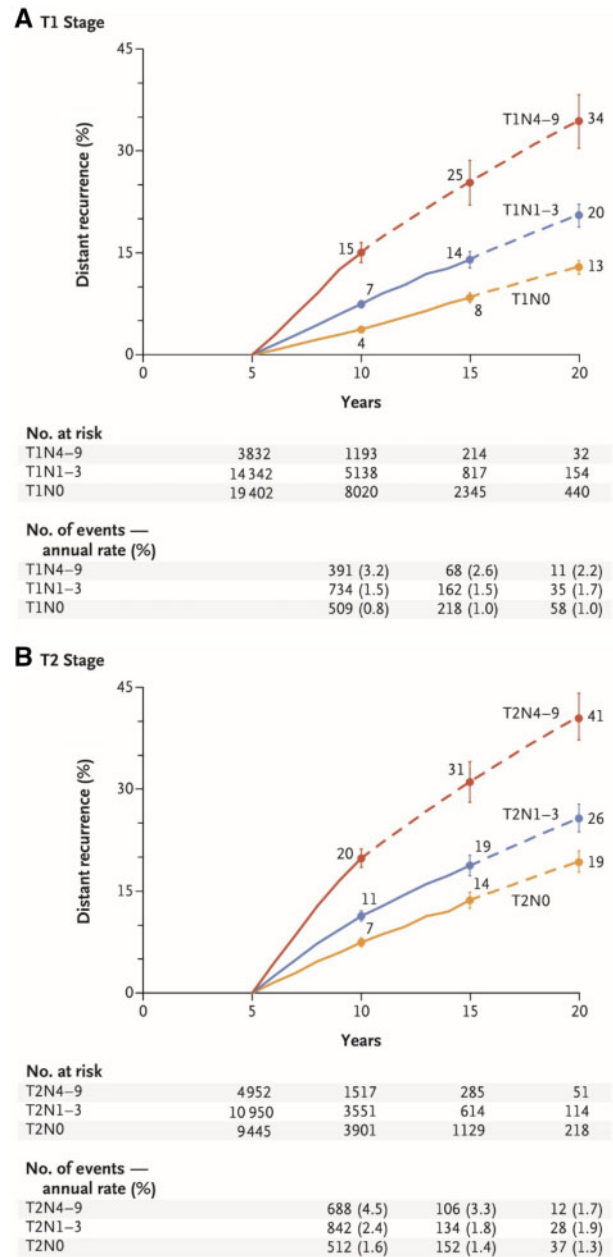 A T1 Stage
45
30
15
0
Distant recurrence (%)
T1N4–9
34
25
15
T1N1–3
20
14
7
T1N0
13
8
4
0 5 10 15 20
Years
No. at risk
T1N4–9 3832 1193 214 32
T1N1–3 14 342 5138 817 154
T1N0 19 402 8020 2345 440
No. of events —
annual rate (%)
T1N4–9 391 (3.2) 68 (2.6) 11 (2.2)
T1N1–3 734 (1.5) 162 (1.5) 35 (1.7)
T1N0 509 (0.8) 218 (1.0) 58 (1.0)
B T2 Stage
45
30
15
0
Distant recurrence (%)
T2N4–9
41
31
20
T2N1–3
26
19
11
T2N0
19
14
7
0 5 10 15 20
Years
No. at risk
T2N4–9 4952 1517 285 51
T2N1–3 10 950 3551 614 114
T2N0 9445 3901 1129 218
No. of events —
annual rate (%)
T2N4–9 688 (4.5) 106 (3.3) 12 (1.7)
T2N1–3 842 (2.4) 134 (1.8) 28 (1.9)
T2N0 512 (1.6) 152 (1.4) 37 (1.3)